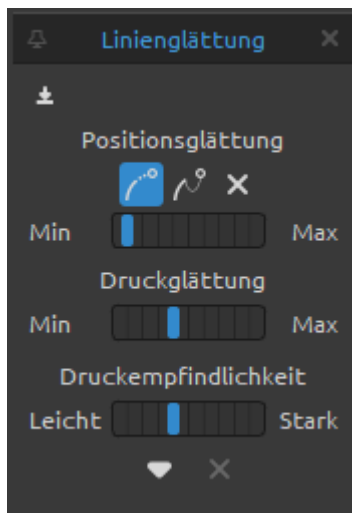 Linienglättung
Positionsglättung
Min Max
Druckglättung
Min Max
Druckempfindlichkeit
Leicht Stark